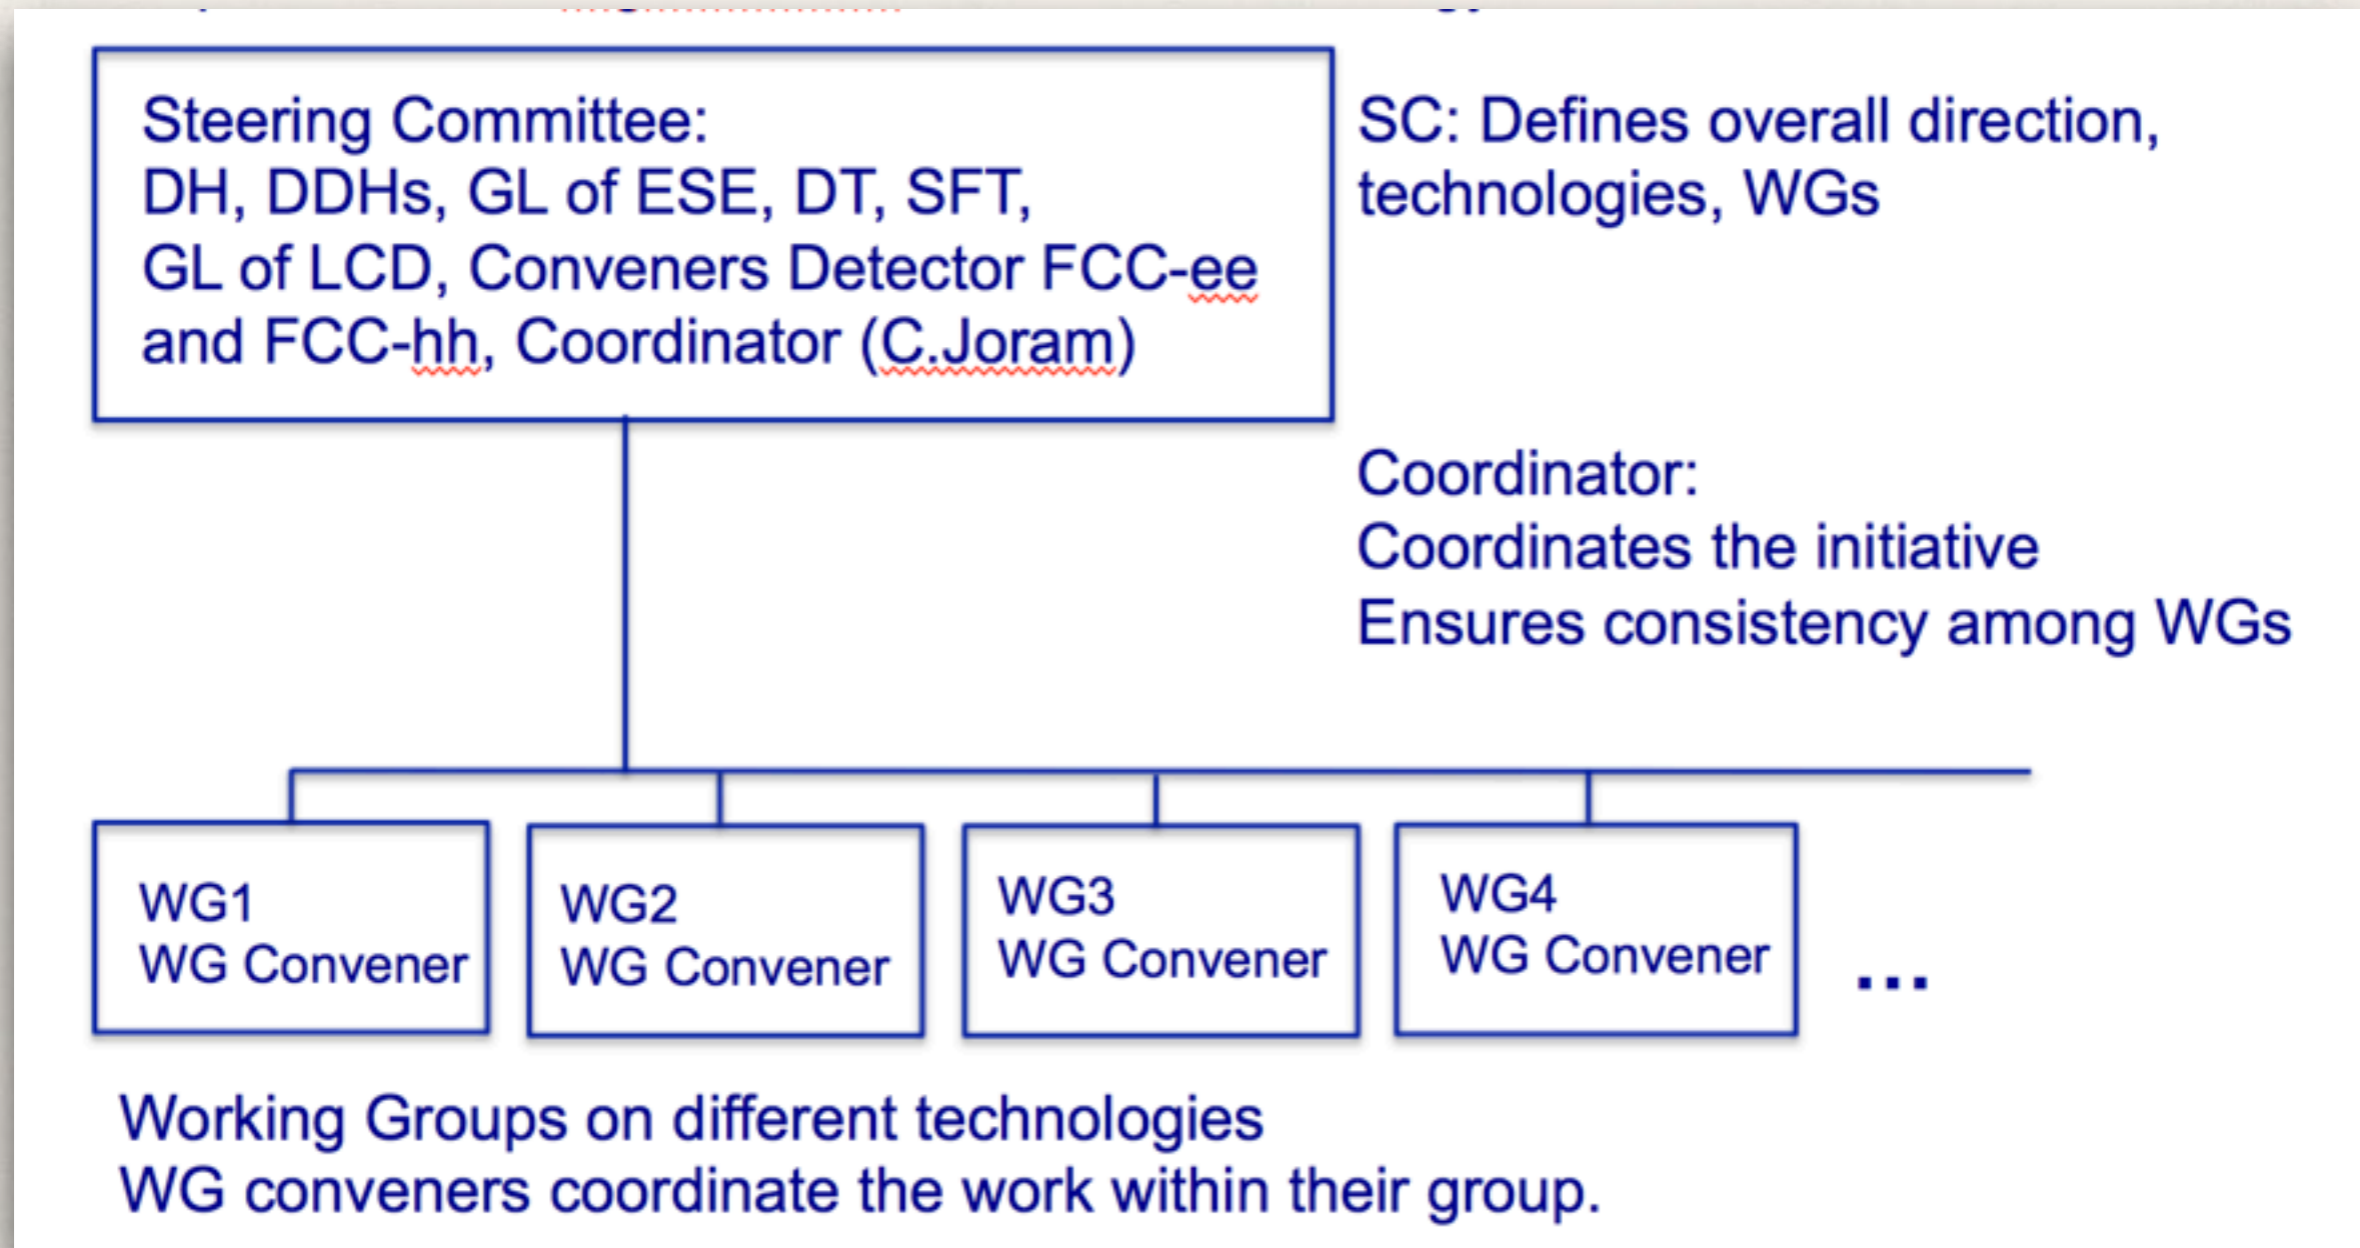 Steering Committee:
DH, DDHs, GL of ESE, DT, SFT,
GL of LCD, Conveners Detector FCC-ee
and FCC-hh, Coordinator (C.Joram)
SC: Defines overall direction,
technologies, WGs
Coordinator:
Coordinates the initiative
Ensures consistency among WGs
WG1
WG Convener
WG2
WG Convener
WG3
WG Convener
WG4
WG Convener
...
Working Groups on different technologies
WG conveners coordinate the work within their group.